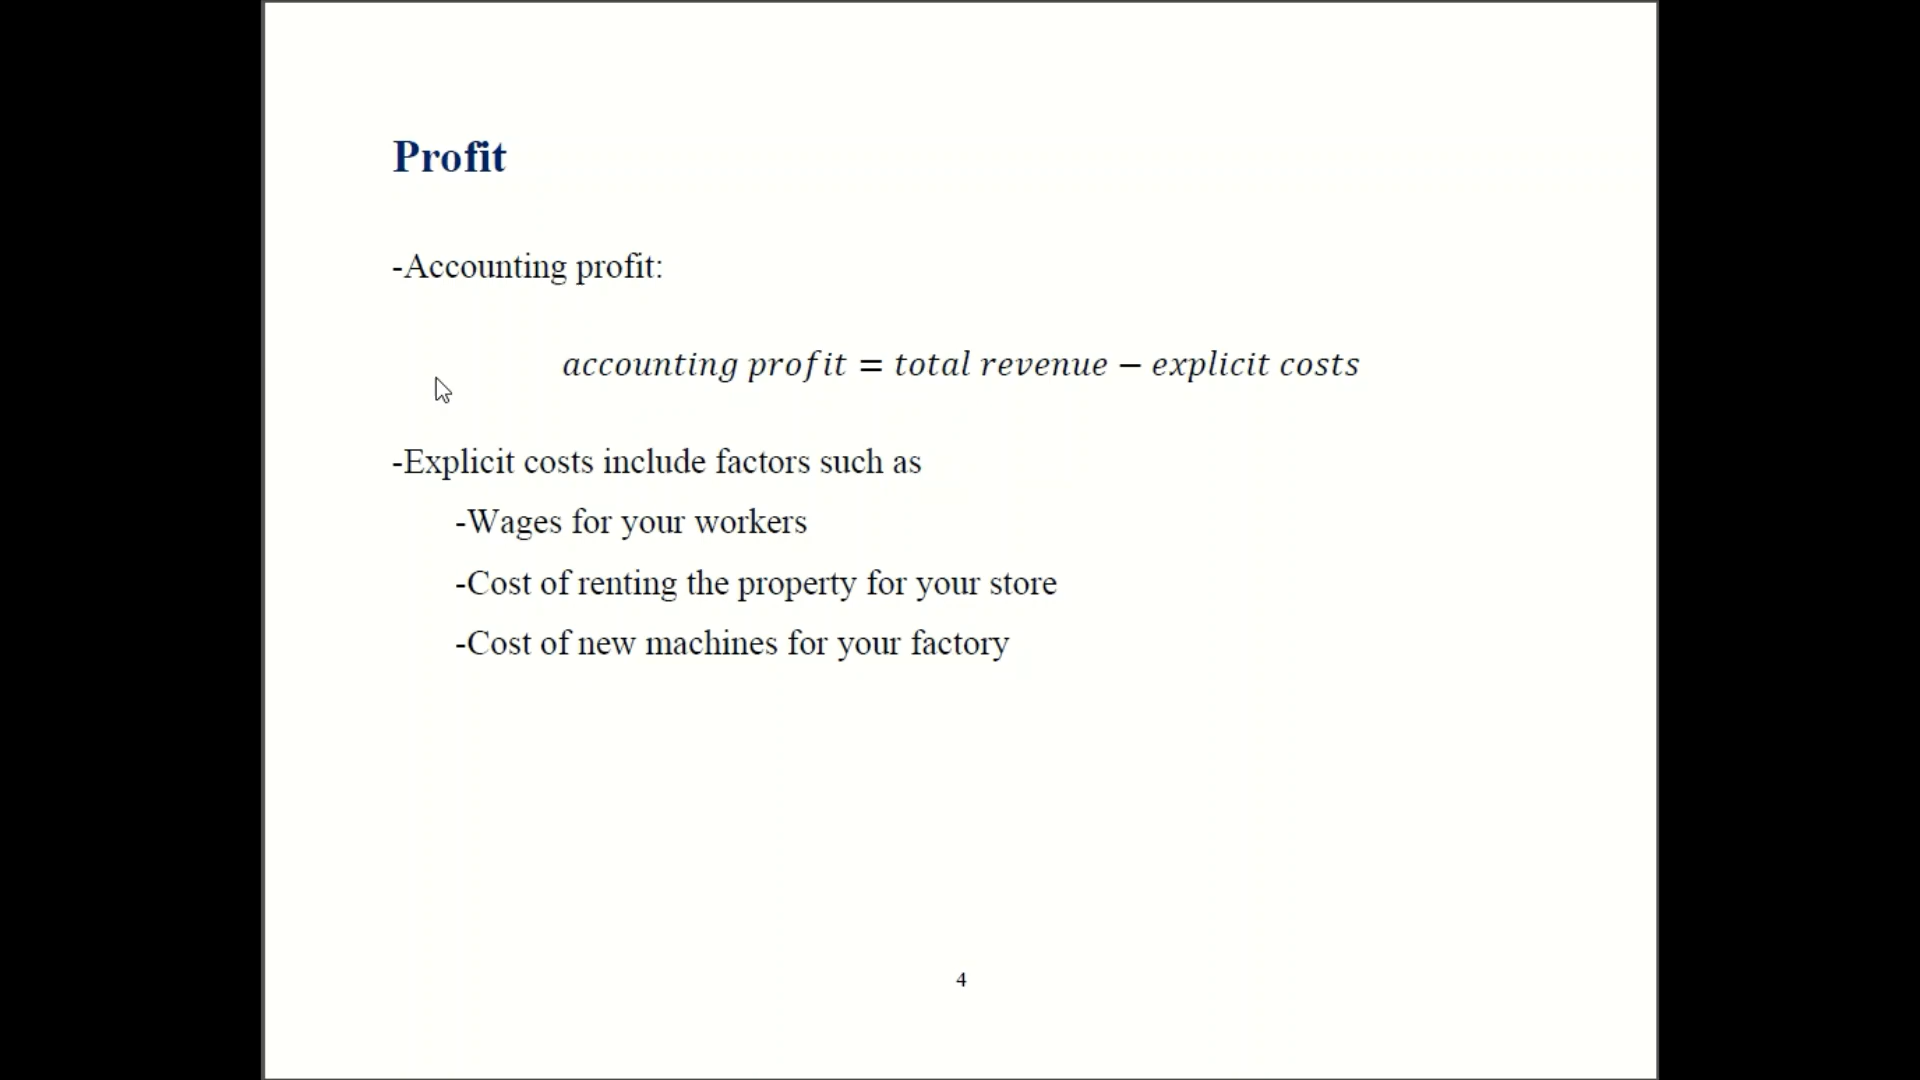 Profit
-Accounting profit:
accounting profit = total revenue − explicit costs
-Explicit costs include factors such as
-Wages for your workers
-Cost of renting the property for your store
-Cost of new machines for your factory
4